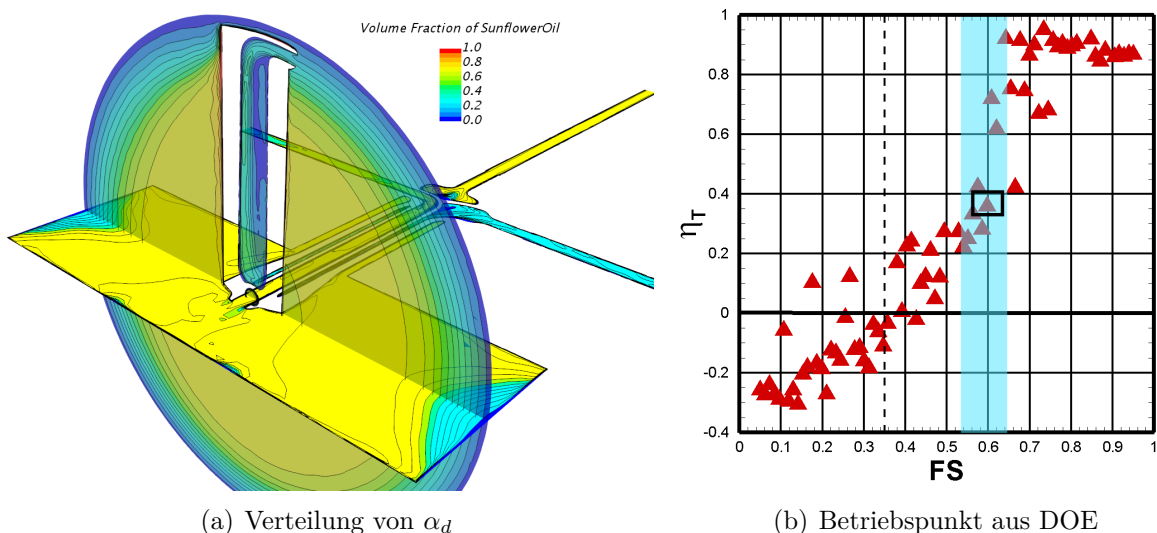 Volume Fraction of SunflowerOil
1.0
0.8
0.6
0.4
0.2
0.0
1
0.8
0.6
0.4
0.2
0
-0.2
-0.4
η_T
0 0.1 0.2 0.3 0.4 0.5 0.6 0.7 0.8 0.9 1
FS
(a) Verteilung von α_d
(b) Betriebspunkt aus DOE